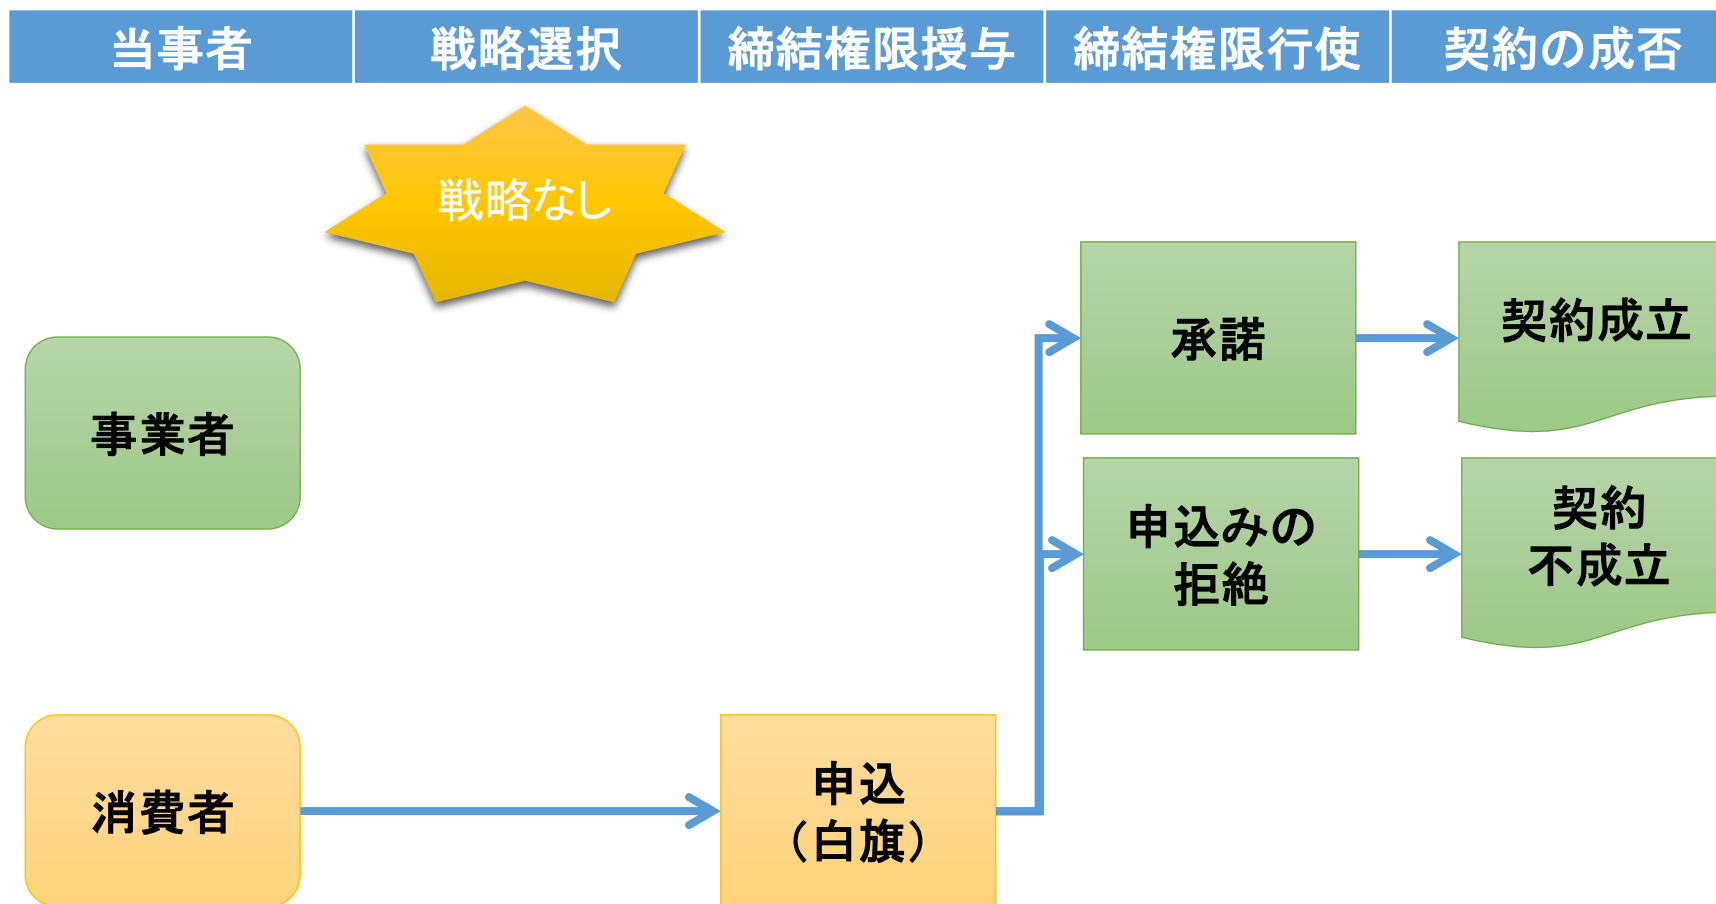 当事者
戦略選択
締結権限授与
締結権限行使
契約の成否
戦略なし
承諾
契約成立
事業者
申込みの
拒絶
契約
不成立
消費者
申込
（白旗）